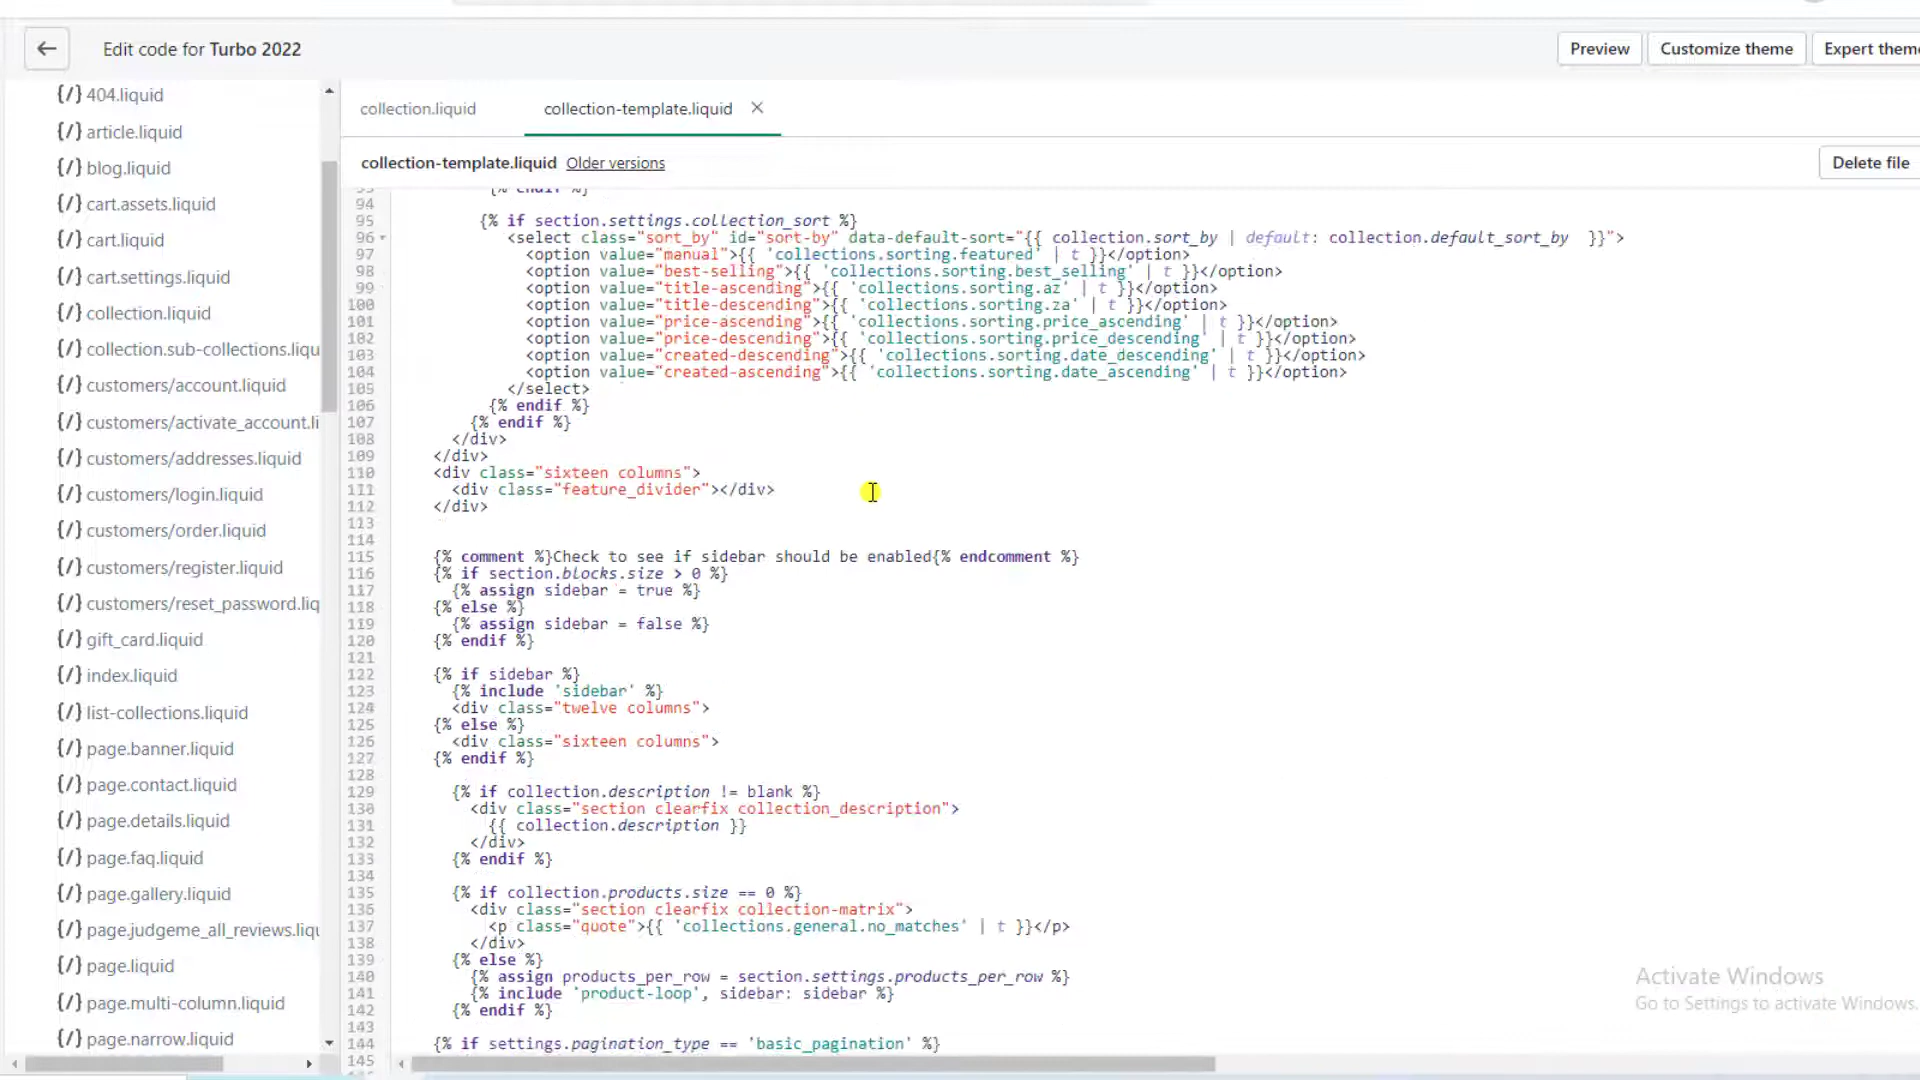 Edit code for Turbo 2022
Preview
Customize theme
Expert them
{/} 404.liquid
{/} article.liquid
{/} blog.liquid
{/} cart.assets.liquid
{/} cart.liquid
{/} cart.settings.liquid
{/} collection.liquid
{/} collection.sub-collections.liqu
{/} customers/account.liquid
{/} customers/activate_account.li
{/} customers/addresses.liquid
{/} customers/login.liquid
{/} customers/order.liquid
{/} customers/register.liquid
{/} customers/reset_password.liq
{/} gift_card.liquid
{/} index.liquid
{/} list-collections.liquid
{/} page.banner.liquid
{/} page.contact.liquid
{/} page.details.liquid
{/} page.faq.liquid
{/} page.gallery.liquid
{/} page.judgeme_all_reviews.liqu
{/} page.liquid
{/} page.multi-column.liquid
{/} page.narrow.liquid
collection.liquid
collection-template.liquid
collection-template.liquid Older versions
Delete file
93 {% endif %}
94
95 {% if section.settings.collection_sort %}
96 <select class="sort_by" id="sort-by" data-default-sort="{{ collection.sort_by | default: collection.default_sort_by }}">
97 <option value="manual">{{ 'collections.sorting.featured' | t }}</option>
98 <option value="best-selling">{{ 'collections.sorting.best_selling' | t }}</option>
99 <option value="title-ascending">{{ 'collections.sorting.az' | t }}</option>
100 <option value="title-descending">{{ 'collections.sorting.za' | t }}</option>
101 <option value="price-ascending">{{ 'collections.sorting.price_ascending' | t }}</option>
102 <option value="price-descending">{{ 'collections.sorting.price_descending' | t }}</option>
103 <option value="created-descending">{{ 'collections.sorting.date_descending' | t }}</option>
104 <option value="created-ascending">{{ 'collections.sorting.date_ascending' | t }}</option>
105 </select>
106 {% endif %}
107 {% endif %}
108 </div>
109 </div>
110 <div class="sixteen columns">
111 <div class="feature_divider"></div>
112 </div>
113
114
115 {% comment %}Check to see if sidebar should be enabled{% endcomment %}
116 {% if section.blocks.size > 0 %}
117 {% assign sidebar = true %}
118 {% else %}
119 {% assign sidebar = false %}
120 {% endif %}
121
122 {% if sidebar %}
123 {% include 'sidebar' %}
124 <div class="twelve columns">
125 {% else %}
126 <div class="sixteen columns">
127 {% endif %}
128
129 {% if collection.description != blank %}
130 <div class="section clearfix collection_description">
131 {{ collection.description }}
132 </div>
133 {% endif %}
134
135 {% if collection.products.size == 0 %}
136 <div class="section clearfix collection-matrix">
137 <p class="quote">{{ 'collections.general.no_matches' | t }}</p>
138 </div>
139 {% else %}
140 {% assign products_per_row = section.settings.products_per_row %}
141 {% include 'product-loop', sidebar: sidebar %}
142 {% endif %}
143
144 {% if settings.pagination_type == 'basic_pagination' %}
145
Activate Windows
Go to Settings to activate Windows.